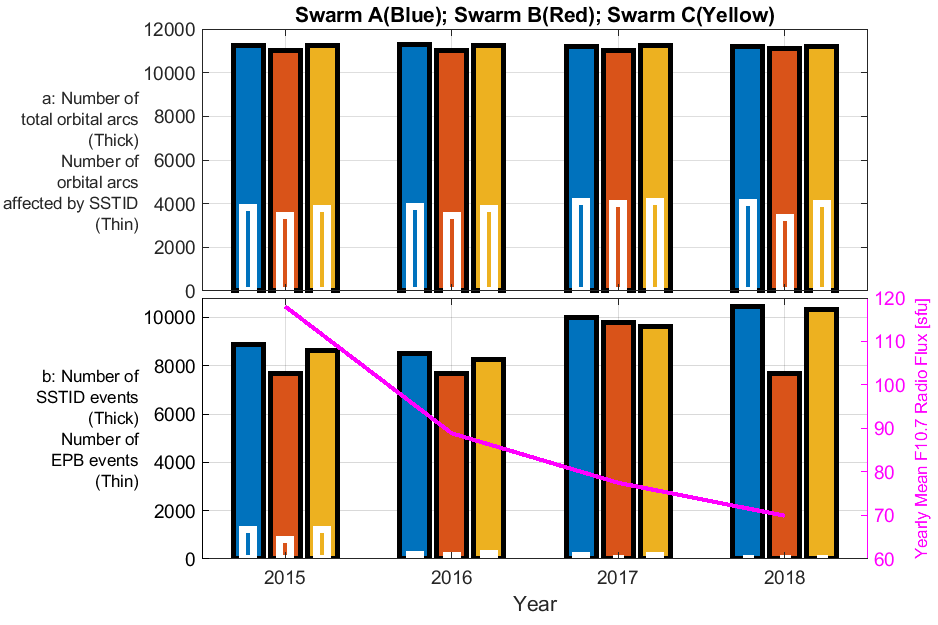 Swarm A(Blue); Swarm B(Red); Swarm C(Yellow)
12000
10000
8000
6000
4000
2000
0
a: Number of
total orbital arcs
(Thick)
Number of
orbital arcs
affected by SSTID
(Thin)
10000
8000
6000
4000
2000
0
b: Number of
SSTID events
(Thick)
Number of
EPB events
(Thin)
120
110
100
90
80
70
60
Yearly Mean F10.7 Radio Flux [sfu]
2015 2016 2017 2018
Year